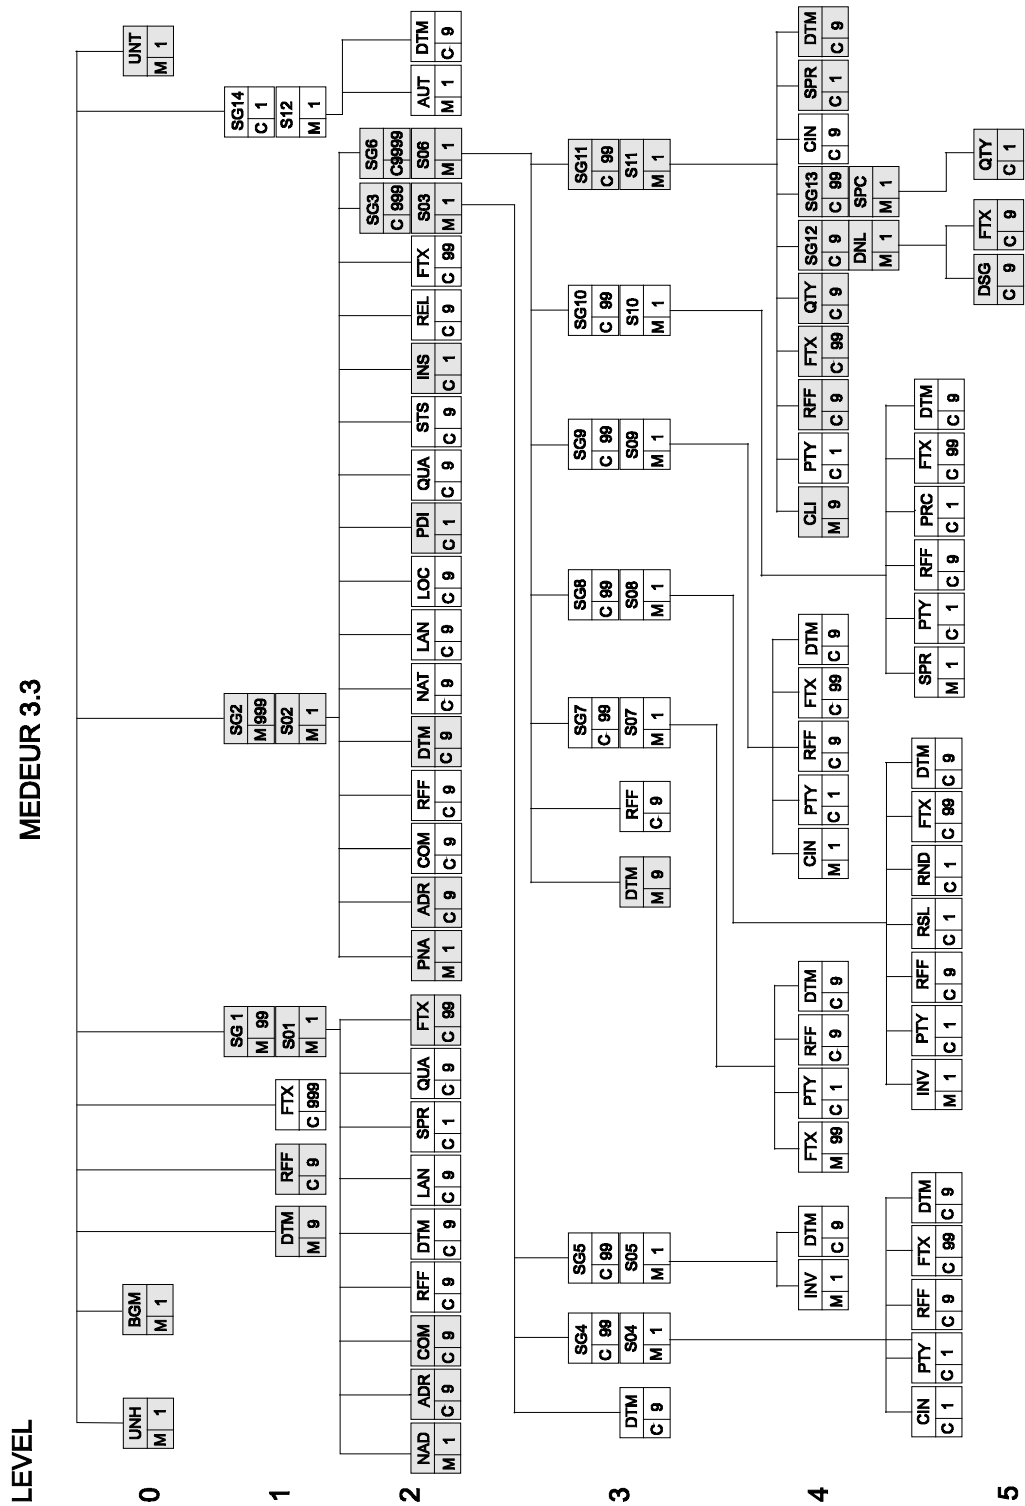 MEDEUR 3.3
LEVEL
0
UNH
M 1
BGM
M 1
UNT
M 1
1
DTM
M 9
RFF
C 9
FTX
C 999
SG 1
M 99
S01
M 1
SG2
M 999
S02
M 1
SG14
C 1
S12
M 1
2
NAD
M 1
ADR
C 9
COM
C 9
RFF
C 9
DTM
C 9
LAN
C 9
SPR
C 1
QUA
C 9
FTX
C 99
PNA
M 1
ADR
C 9
COM
C 9
RFF
C 9
DTM
C 9
NAT
C 9
LAN
C 9
LOC
C 9
PDI
C 1
QUA
C 9
STS
C 9
INS
C 1
REL
C 9
FTX
C 99
SG3
C 999
S03
M 1
SG6
C9999
S06
M 1
AUT
M 1
DTM
C 9
3
DTM
C 9
SG4
C 99
S04
M 1
SG5
C 99
S05
M 1
DTM
M 9
RFF
C 9
SG7
C 99
S07
M 1
SG8
C 99
S08
M 1
SG9
C 99
S09
M 1
SG10
C 99
S10
M 1
SG11
C 99
S11
M 1
4
INV
M 1
DTM
C 9
FTX
M 99
PTY
C 1
RFF
C 9
DTM
C 9
CIN
M 1
PTY
C 1
RFF
C 9
FTX
C 99
DTM
C 9
CLI
M 9
PTY
C 1
RFF
C 9
FTX
C 99
QTY
C 9
SG12
C 9
DNL
M 1
SG13
C 99
SPC
M 1
CIN
C 9
SPR
C 1
DTM
C 9
5
CIN
C 1
PTY
C 1
RFF
C 9
FTX
C 99
DTM
C 9
INV
M 1
PTY
C 1
RFF
C 9
RSL
C 1
RND
C 1
FTX
C 99
DTM
C 9
SPR
M 1
PTY
C 1
RFF
C 9
PRC
C 1
FTX
C 99
DTM
C 9
DSG
C 9
FTX
C 9
QTY
C 1